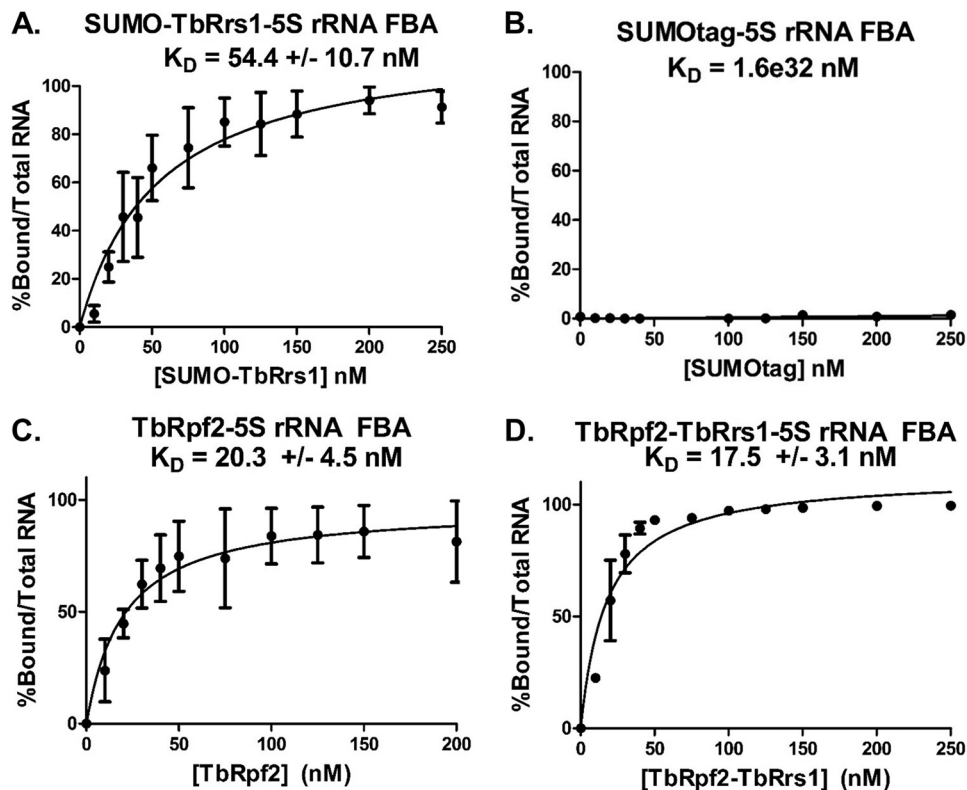 A.
SUMO-TbRrs1-5S rRNA FBA
K_D = 54.4 +/- 10.7 nM
%Bound/Total RNA
100
80
60
40
20
0
0 50 100 150 200 250
[SUMO-TbRrs1] nM
B.
SUMOtag-5S rRNA FBA
K_D = 1.6e32 nM
%Bound/Total RNA
100
80
60
40
20
0
0 50 100 150 200 250
[SUMOtag] nM
C.
TbRpf2-5S rRNA FBA
K_D = 20.3 +/- 4.5 nM
%Bound/Total RNA
100
50
0
0 50 100 150 200
[TbRpf2] (nM)
D.
TbRpf2-TbRrs1-5S rRNA FBA
K_D = 17.5 +/- 3.1 nM
%Bound/Total RNA
100
50
0
0 50 100 150 200 250
[TbRpf2-TbRrs1] (nM)